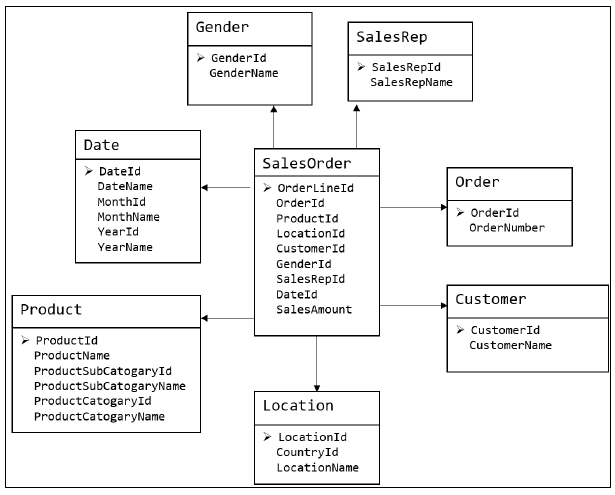 Gender
GenderId
GenderName
SalesRep
SalesRepId
SalesRepName
Date
DateId
DateName
MonthId
MonthName
YearId
YearName
SalesOrder
OrderLineId
OrderId
ProductId
LocationId
CustomerId
GenderId
SalesRepId
DateId
SalesAmount
Order
OrderId
OrderNumber
Product
ProductId
ProductName
ProductSubCatogaryId
ProductSubCatogaryName
ProductCatogaryId
ProductCatogaryName
Customer
CustomerId
CustomerName
Location
LocationId
CountryId
LocationName